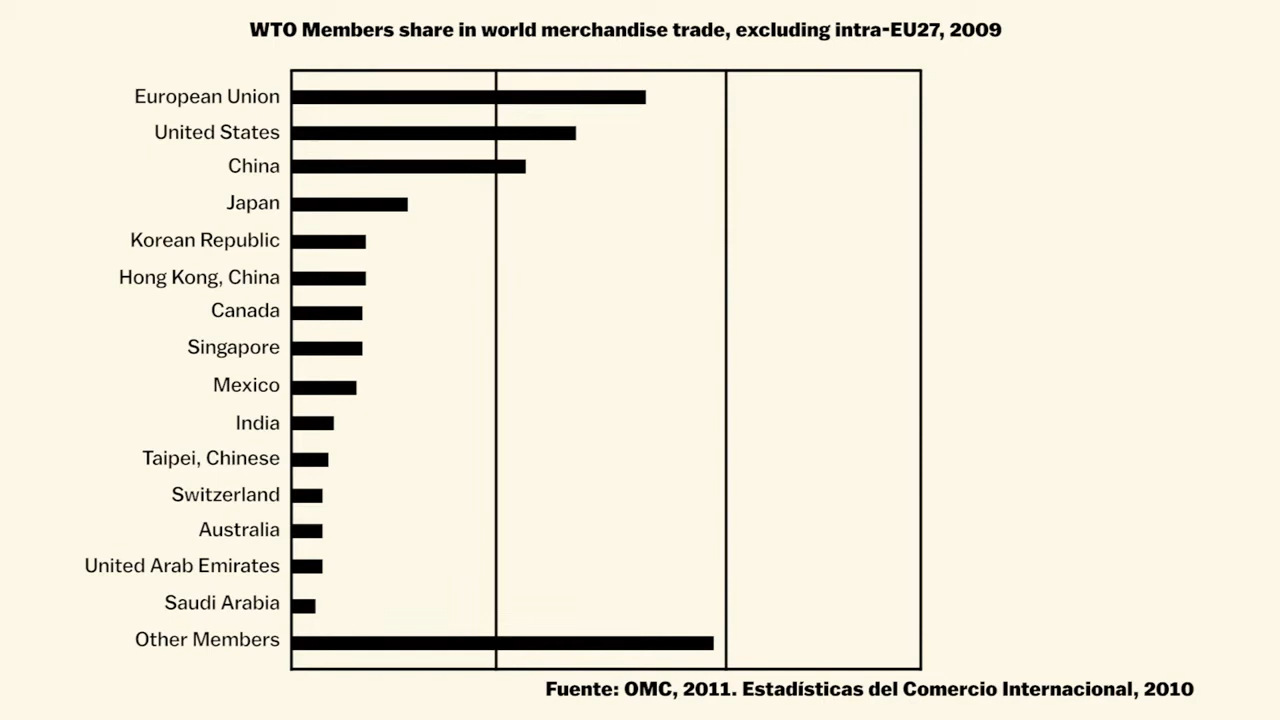 WTO Members share in world merchandise trade, excluding intra-EU27, 2009
European Union
United States
China
Japan
Korean Republic
Hong Kong, China
Canada
Singapore
Mexico
India
Taipei, Chinese
Switzerland
Australia
United Arab Emirates
Saudi Arabia
Other Members
Fuente: OMC, 2011. Estadísticas del Comercio Internacional, 2010